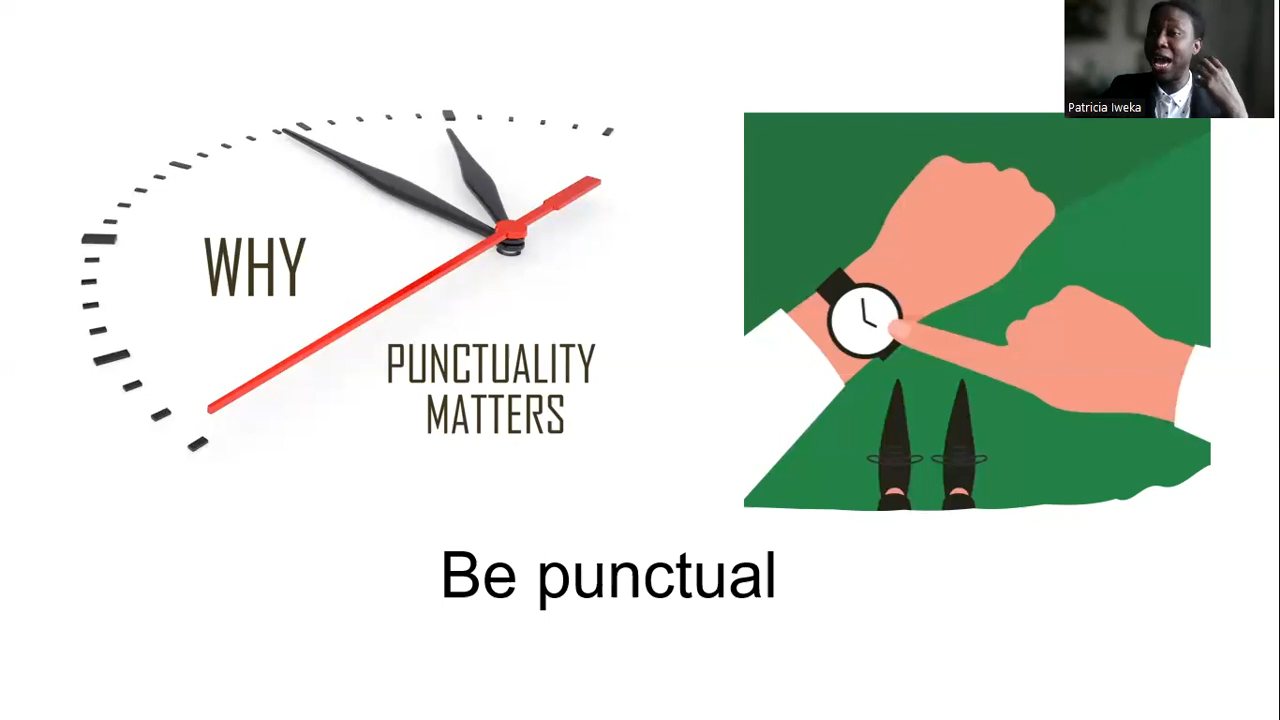 Patricia Iweka
WHY
PUNCTUALITY
MATTERS
Be punctual